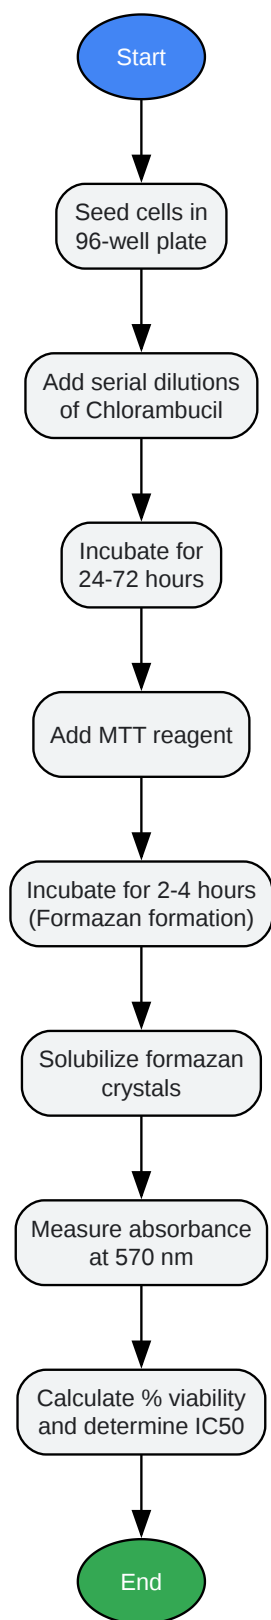 Start
Seed cells in
96-well plate
Add serial dilutions
of Chlorambucil
Incubate for
24-72 hours
Add MTT reagent
Incubate for 2-4 hours
(Formazan formation)
Solubilize formazan
crystals
Measure absorbance
at 570 nm
Calculate % viability
and determine IC50
End